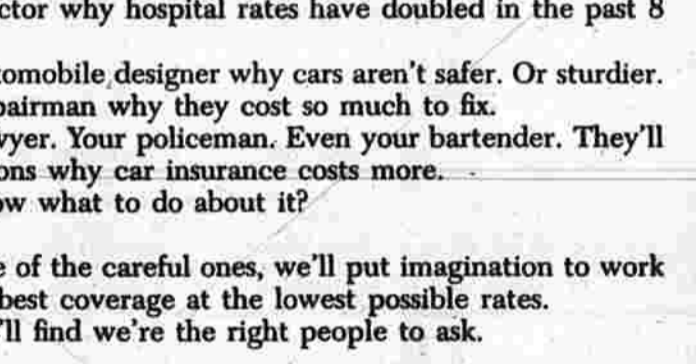 ctor why hospital rates have doubled in the past 8
omobile designer why cars aren't safer. Or sturdier.
pairman why they cost so much to fix.
wyer. Your policeman. Even your bartender. They'll
ons why car insurance costs more.
ow what to do about it?
e of the careful ones, we'll put imagination to work
best coverage at the lowest possible rates.
'll find we're the right people to ask.